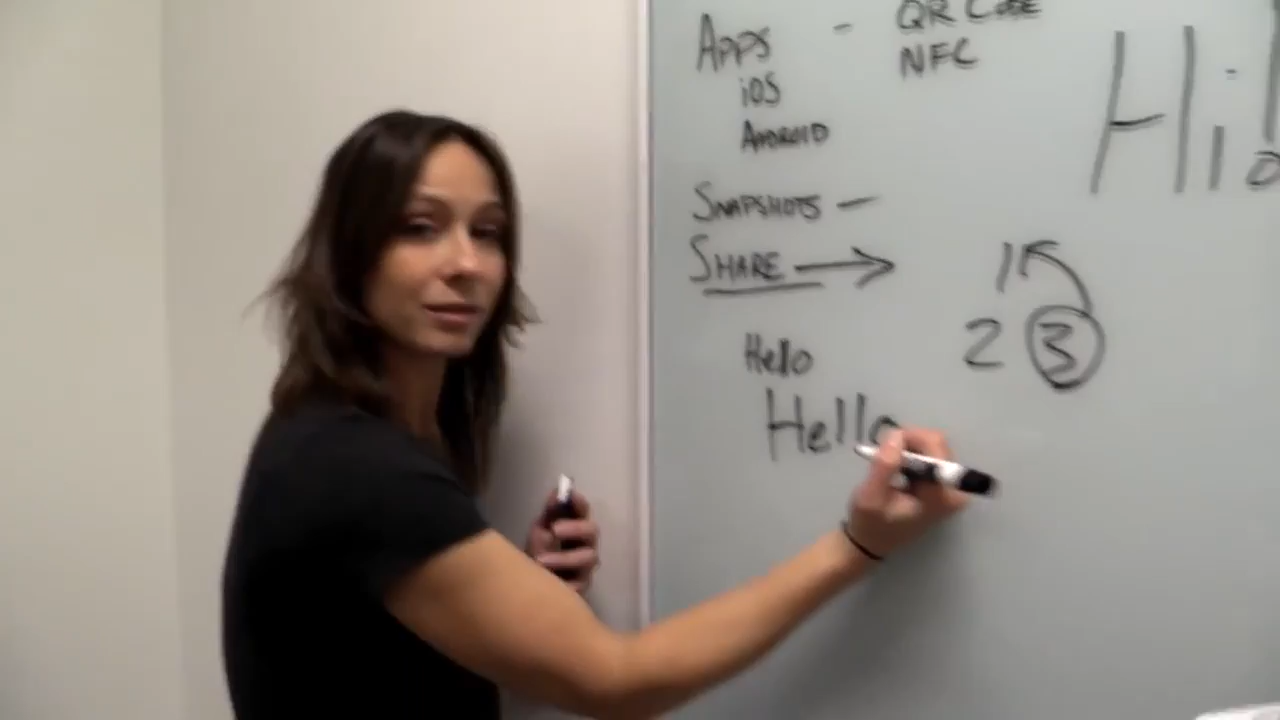 Apps - QR Code
NFC
iOS
Android
Snapshots -
Share →
Hello
Hello
Hi!
1
2 3